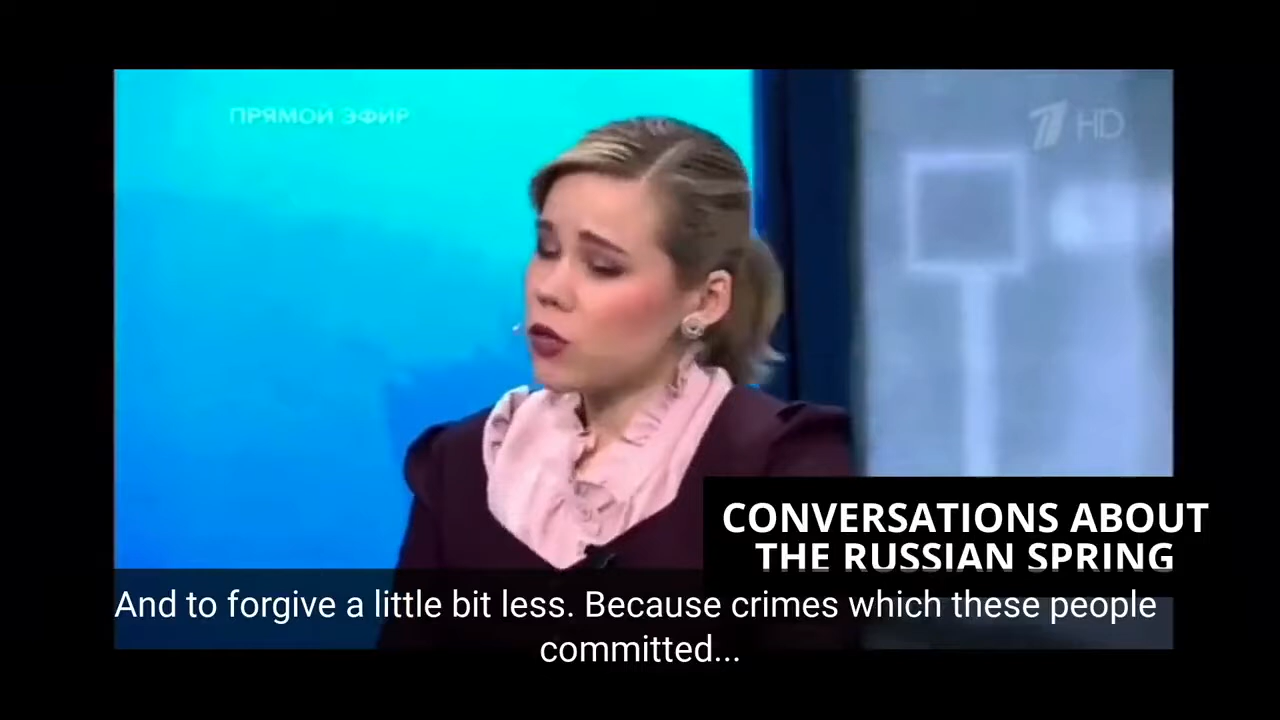 ПРЯМОЙ ЭФИР
HD
CONVERSATIONS ABOUT
THE RUSSIAN SPRING
And to forgive a little bit less. Because crimes which these people
committed...